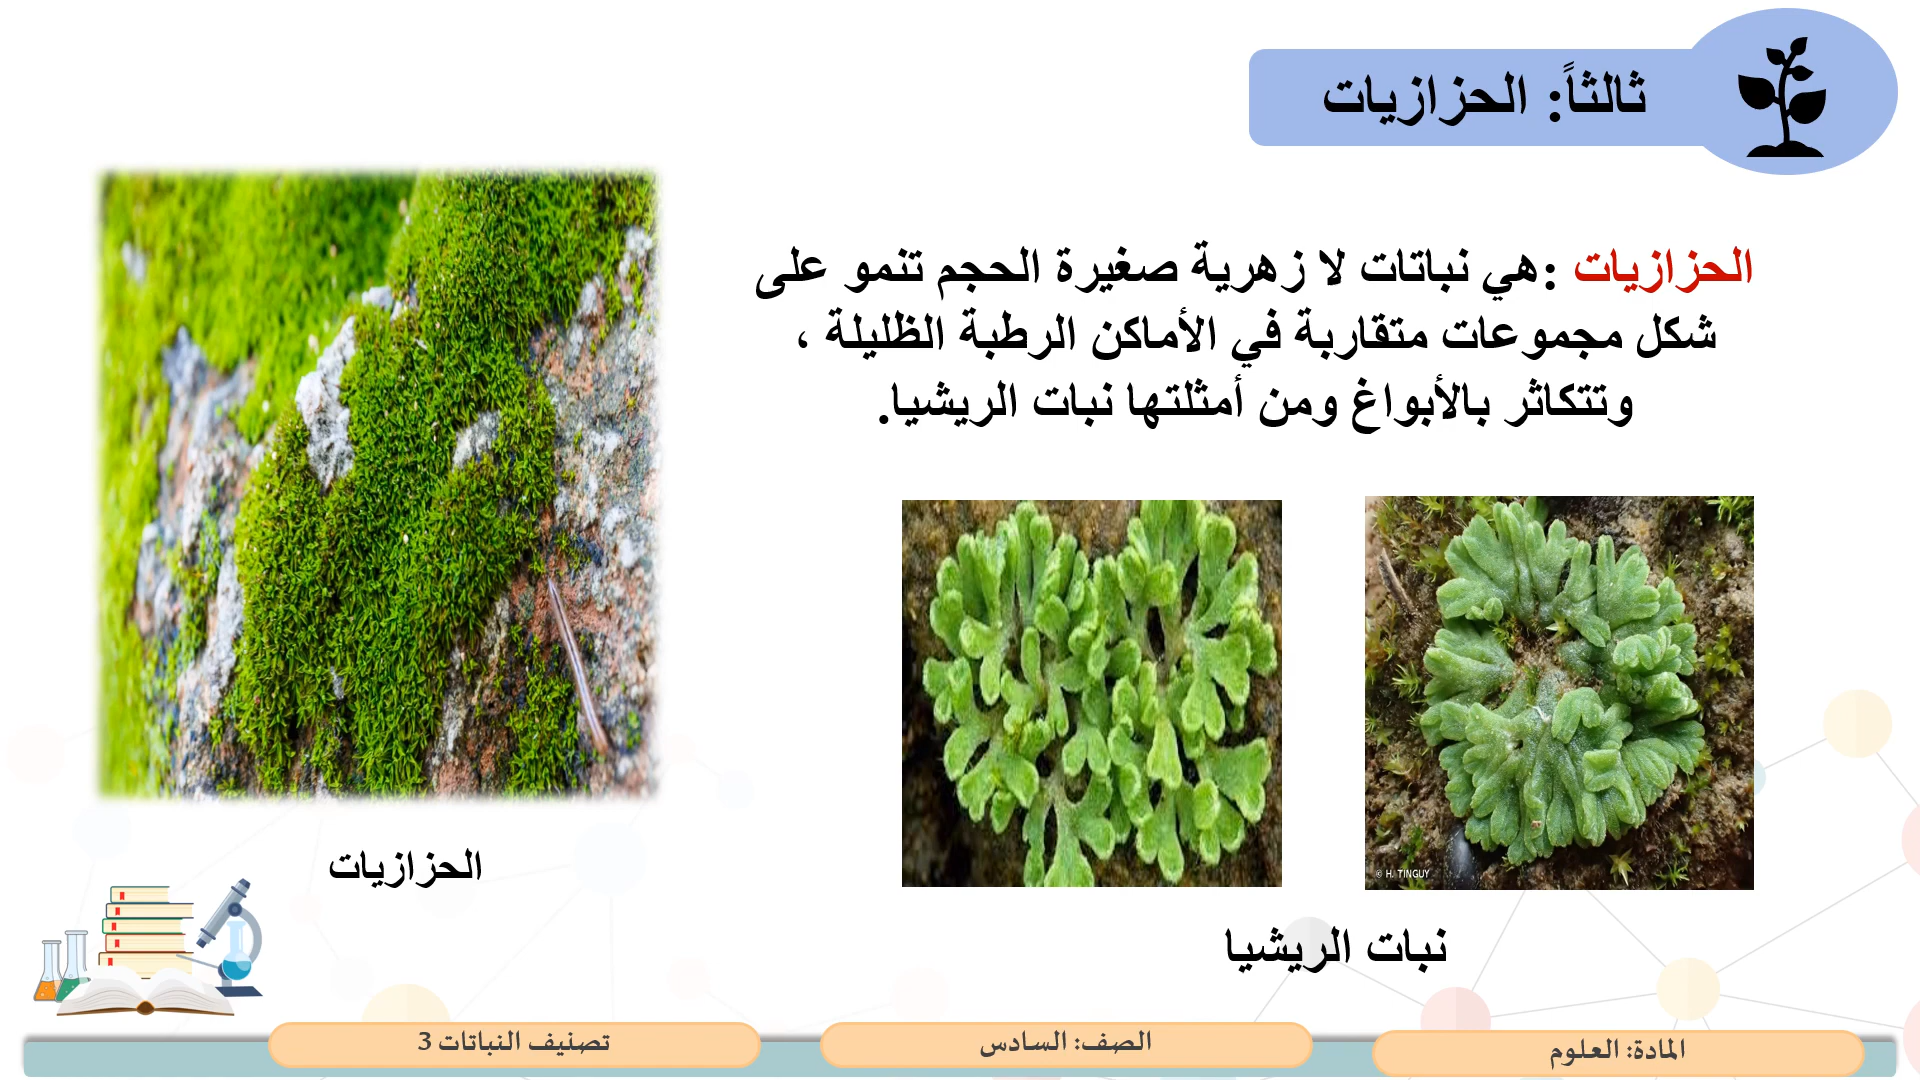 ثالثاً: الحزازيات
الحزازيات :هي نباتات لا زهرية صغيرة الحجم تنمو على
شكل مجموعات متقاربة في الأماكن الرطبة الظليلة ،
وتتكاثر بالأبواغ ومن أمثلتها نبات الريشيا.
© H. TINGUY
الحزازيات
نبات الريشيا
المادة: العلوم
الصف: السادس
تصنيف النباتات 3